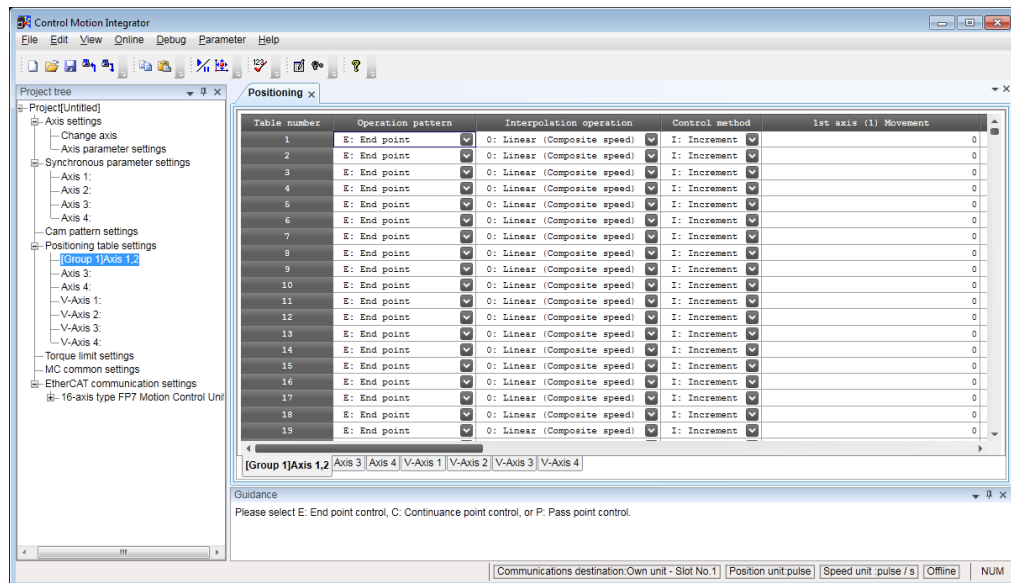 Control Motion Integrator
File Edit View Online Debug Parameter Help
Project tree
Project[Untitled]
Axis settings
Change axis
Axis parameter settings
Synchronous parameter settings
Axis 1:
Axis 2:
Axis 3:
Axis 4:
Cam pattern settings
Positioning table settings
[Group 1]Axis 1,2
Axis 3:
Axis 4:
V-Axis 1:
V-Axis 2:
V-Axis 3:
V-Axis 4:
Torque limit settings
MC common settings
EtherCAT communication settings
16-axis type FP7 Motion Control Uni
Positioning
Table number Operation pattern Interpolation operation Control method 1st axis (1) Movement
1 E: End point 0: Linear (Composite speed) I: Increment 0
2 E: End point 0: Linear (Composite speed) I: Increment 0
3 E: End point 0: Linear (Composite speed) I: Increment 0
4 E: End point 0: Linear (Composite speed) I: Increment 0
5 E: End point 0: Linear (Composite speed) I: Increment 0
6 E: End point 0: Linear (Composite speed) I: Increment 0
7 E: End point 0: Linear (Composite speed) I: Increment 0
8 E: End point 0: Linear (Composite speed) I: Increment 0
9 E: End point 0: Linear (Composite speed) I: Increment 0
10 E: End point 0: Linear (Composite speed) I: Increment 0
11 E: End point 0: Linear (Composite speed) I: Increment 0
12 E: End point 0: Linear (Composite speed) I: Increment 0
13 E: End point 0: Linear (Composite speed) I: Increment 0
14 E: End point 0: Linear (Composite speed) I: Increment 0
15 E: End point 0: Linear (Composite speed) I: Increment 0
16 E: End point 0: Linear (Composite speed) I: Increment 0
17 E: End point 0: Linear (Composite speed) I: Increment 0
18 E: End point 0: Linear (Composite speed) I: Increment 0
19 E: End point 0: Linear (Composite speed) I: Increment 0
[Group 1]Axis 1,2 Axis 3 Axis 4 V-Axis 1 V-Axis 2 V-Axis 3 V-Axis 4
Guidance
Please select E: End point control, C: Continuance point control, or P: Pass point control.
Communications destination:Own unit - Slot No.1 Position unit:pulse Speed unit :pulse / s Offline NUM